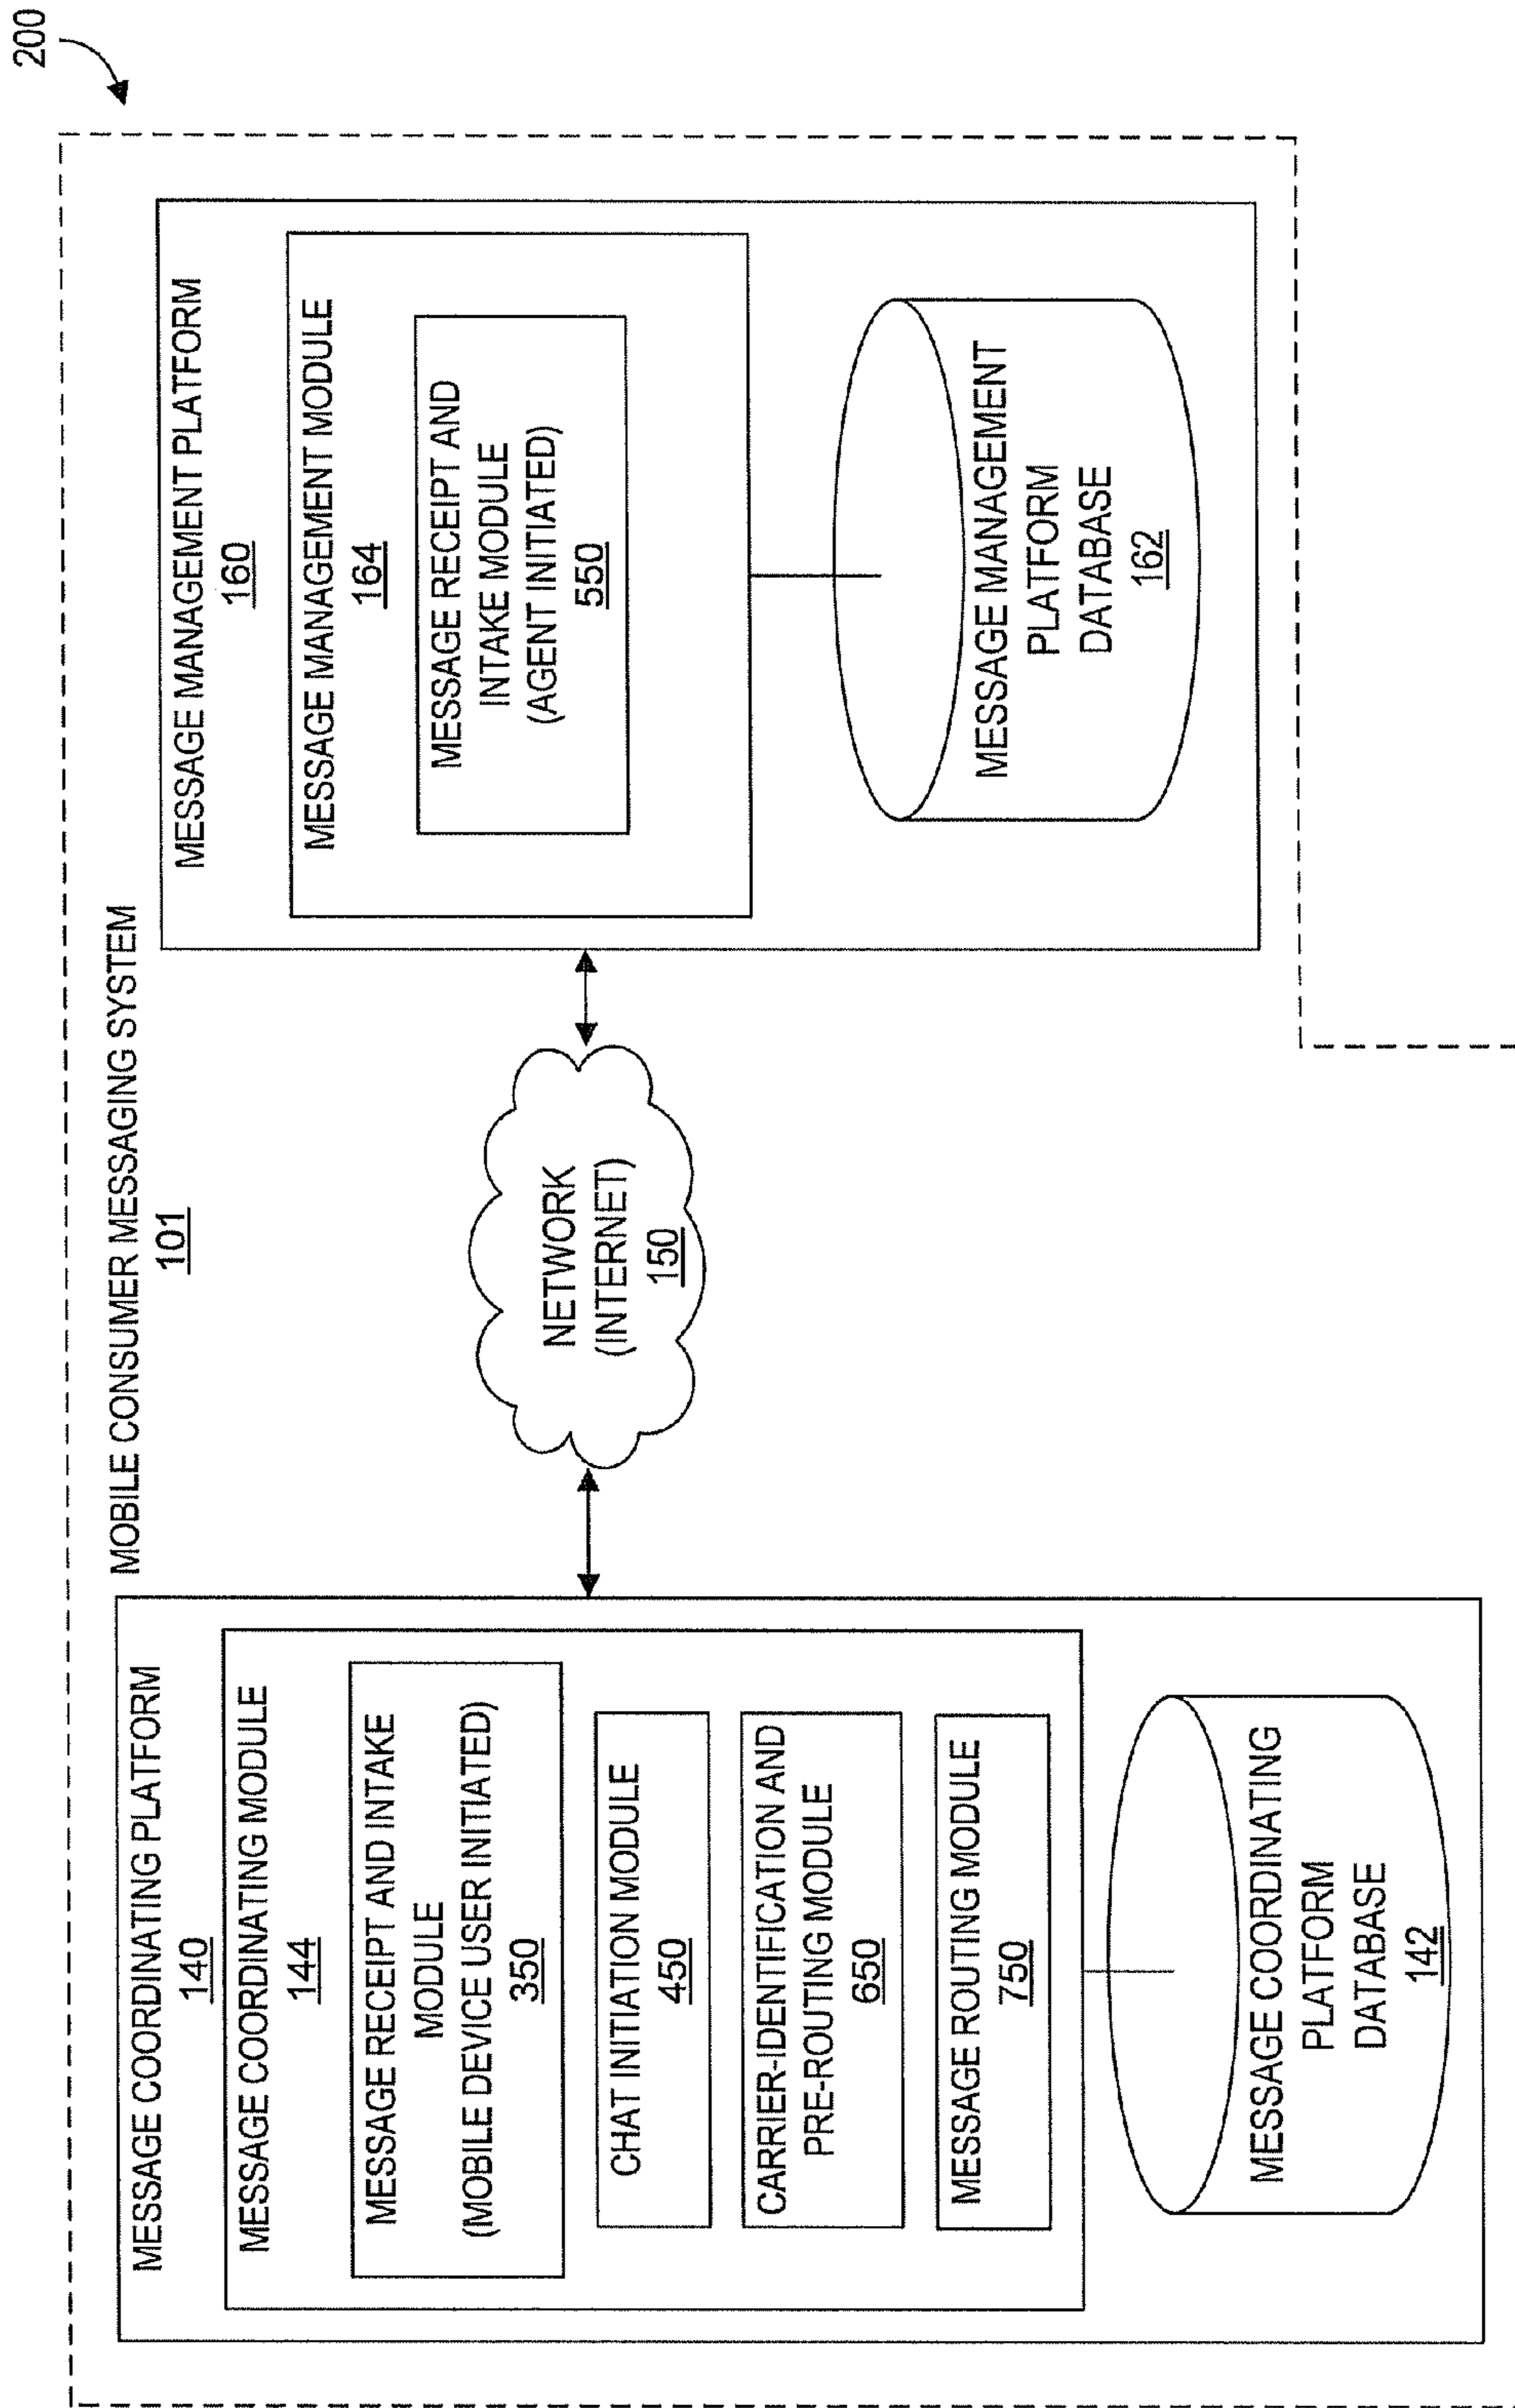 200
MOBILE CONSUMER MESSAGING SYSTEM
101
MESSAGE COORDINATING PLATFORM
140
MESSAGE COORDINATING MODULE
144
MESSAGE RECEIPT AND INTAKE
MODULE
(MOBILE DEVICE USER INITIATED)
350
CHAT INITIATION MODULE
450
CARRIER-IDENTIFICATION AND
PRE-ROUTING MODULE
650
MESSAGE ROUTING MODULE
750
MESSAGE COORDINATING
PLATFORM
DATABASE
142
NETWORK
(INTERNET)
150
MESSAGE MANAGEMENT PLATFORM
160
MESSAGE MANAGEMENT MODULE
164
MESSAGE RECEIPT AND
INTAKE MODULE
(AGENT INITIATED)
550
MESSAGE MANAGEMENT
PLATFORM
DATABASE
162